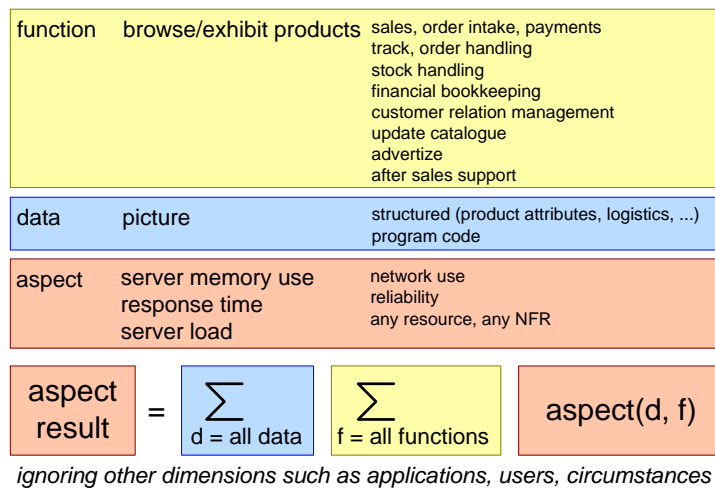 function browse/exhibit products sales, order intake, payments
track, order handling
stock handling
financial bookkeeping
customer relation management
update catalogue
advertize
after sales support
data picture structured (product attributes, logistics, ...)
program code
aspect server memory use network use
response time reliability
server load any resource, any NFR
aspect result = ∑ d = all data ∑ f = all functions aspect(d, f)
ignoring other dimensions such as applications, users, circumstances